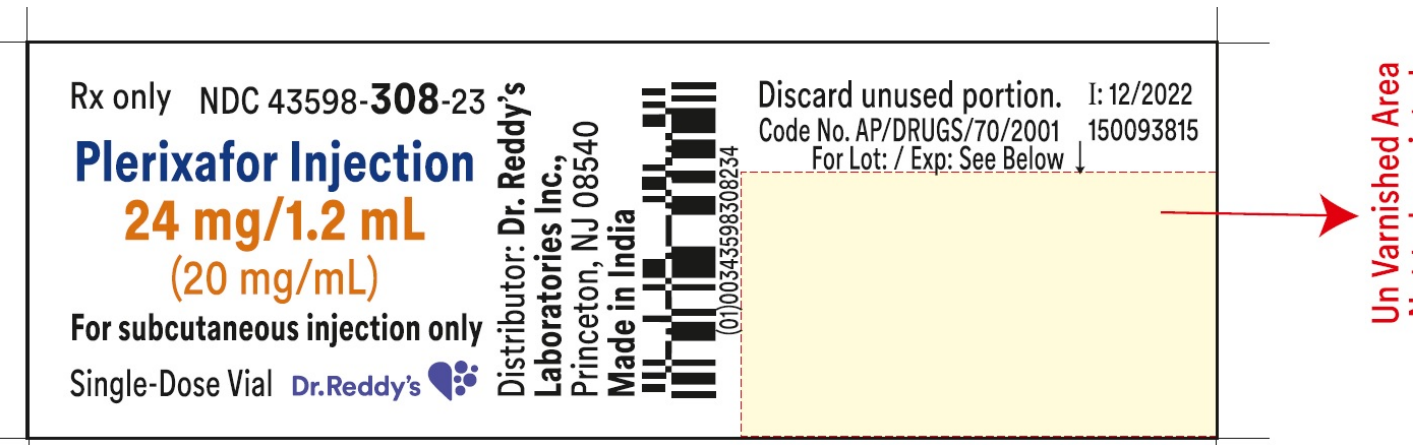 Rx only NDC 43598-308-23
Plerixafor Injection
24 mg/1.2 mL
(20 mg/mL)
For subcutaneous injection only
Single-Dose Vial Dr.Reddy's
Distributor: Dr. Reddy's
Laboratories Inc.,
Princeton, NJ 08540
Made in India
(01)00343598308234
Discard unused portion. I: 12/2022
Code No. AP/DRUGS/70/2001 150093815
For Lot: / Exp: See Below
Un Varnished Area